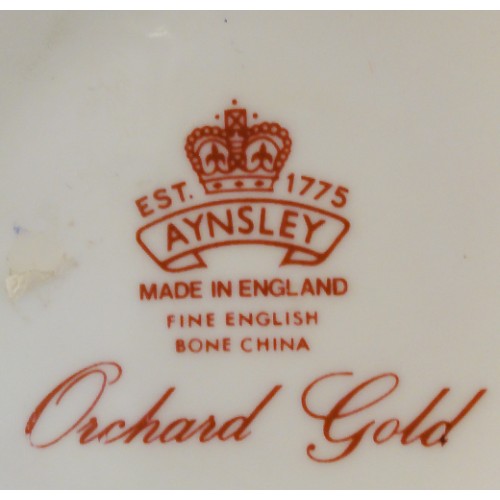 EST. 1775
AYNSLEY
MADE IN ENGLAND
FINE ENGLISH
BONE CHINA
Orchard Gold